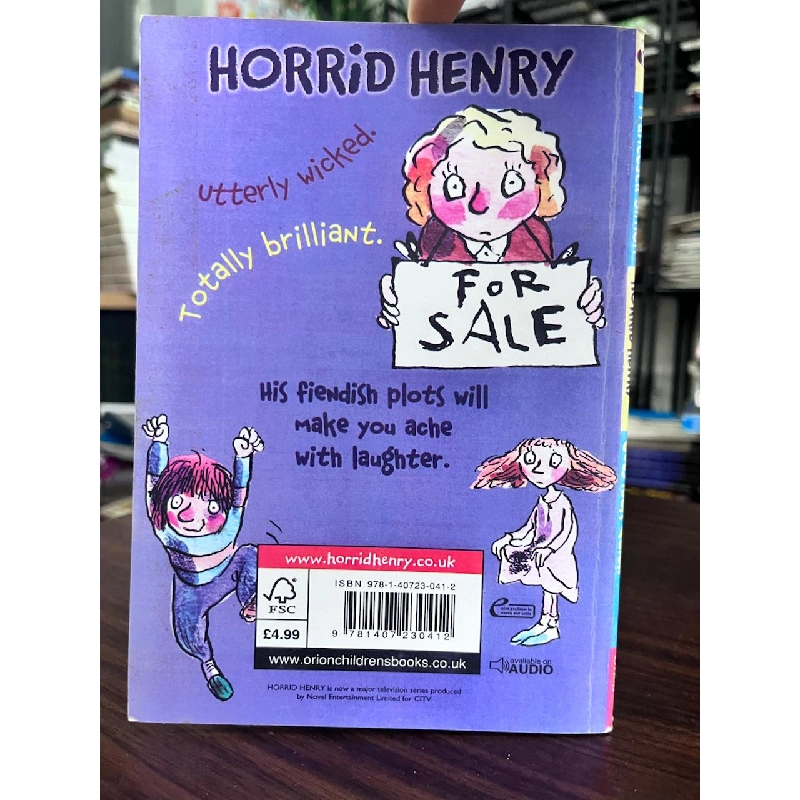 HORRiD HENRY
utterly wicked.
Totally brilliant.
FOR
SALE
His fiendish plots will
make you ache
with laughter.
www.horridhenry.co.uk
ISBN 978-1-40723-041-2
FSC
£4.99
9 781407 230412
www.orionchildrensbooks.co.uk
available on
AUDIO
HORRID HENRY is now a major television series produced
by Novel Entertainment Limited for CITV